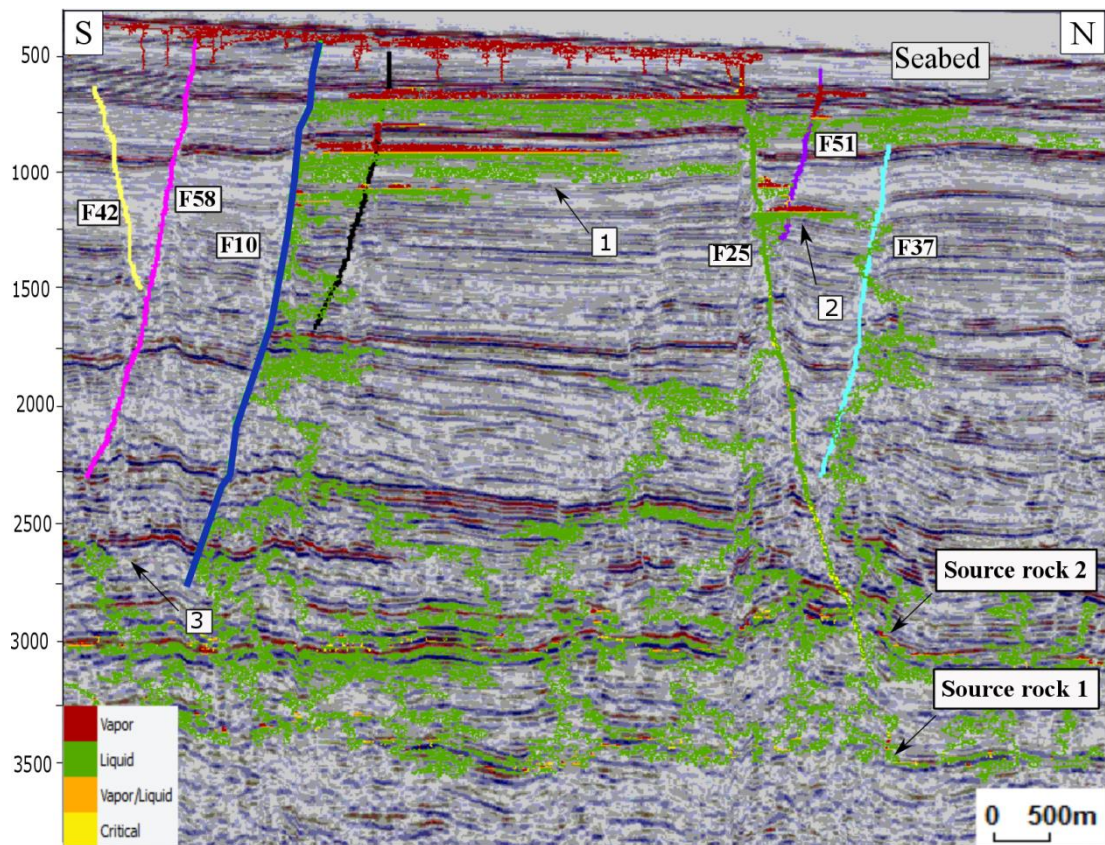 S
N
500
Seabed
F51
1000
F42
F58
F10
1
F25
F37
2
1500
2000
2500
Source rock 2
3
3000
Source rock 1
Vapor
Liquid
Vapor/Liquid
Critical
3500
0 500m